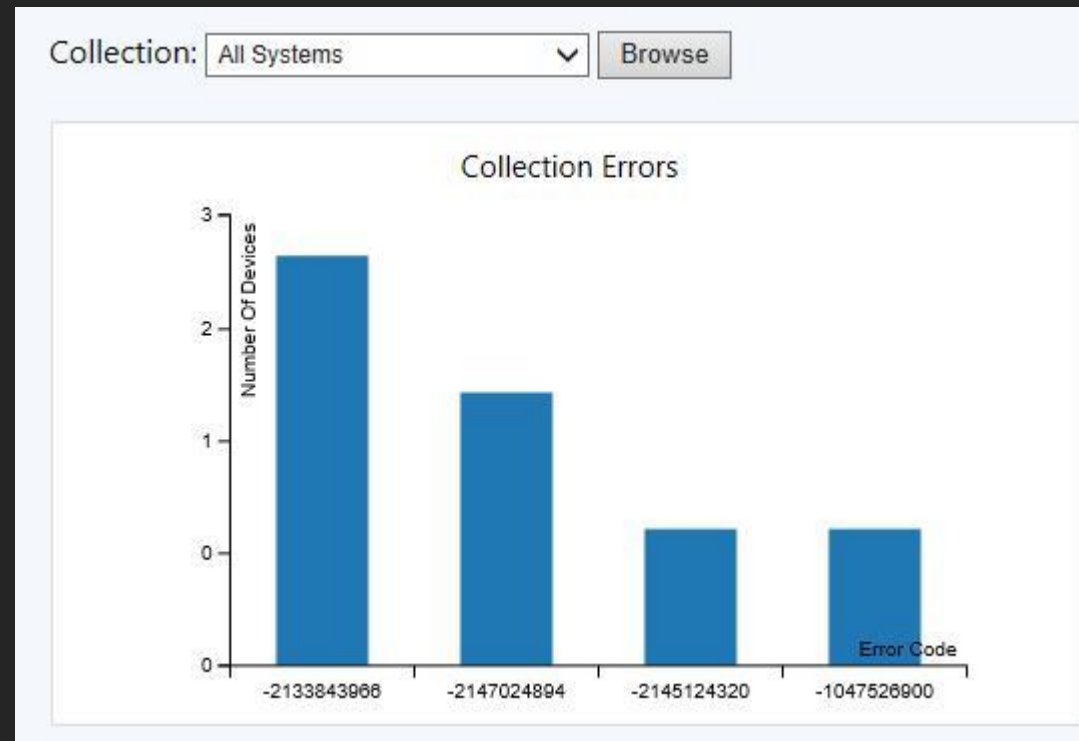 Collection: All Systems Browse
Collection Errors
Number Of Devices
3
2
1
0
0
Error Code
-2133843966 -2147024894 -2145124320 -1047526900